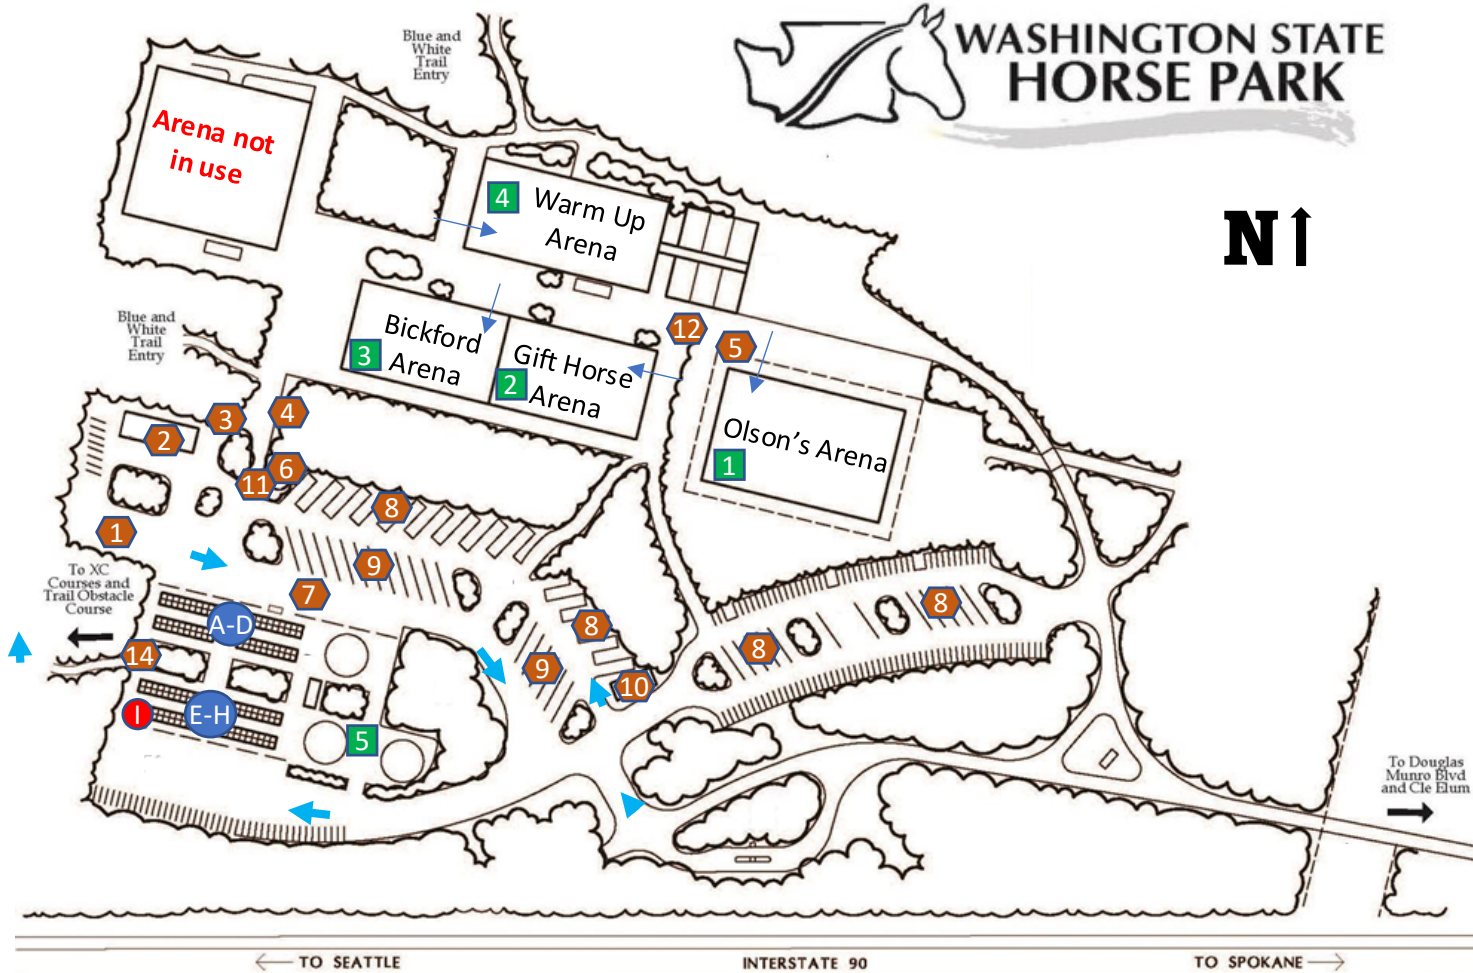 WASHINGTON STATE
HORSE PARK
N
Blue and
White
Trail
Entry
Arena not
in use
4
Warm Up
Arena
Blue and
White
Trail
Entry
Bickford
3
Arena
Gift Horse
2
Arena
12
5
Olson's Arena
1
3
4
2
6
11
8
9
1
7
To XC
Courses and
Trail Obstacle
Course
A-D
14
E-H
I
5
8
9
10
8
8
To Douglas
Munro Blvd
and Cle Elum
TO SEATTLE
INTERSTATE 90
TO SPOKANE